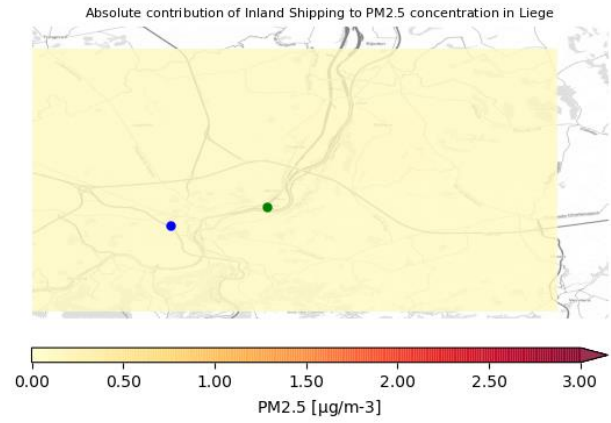 Absolute contribution of Inland Shipping to PM2.5 concentration in Liege
0.00 0.50 1.00 1.50 2.00 2.50 3.00
PM2.5 [µg/m-3]